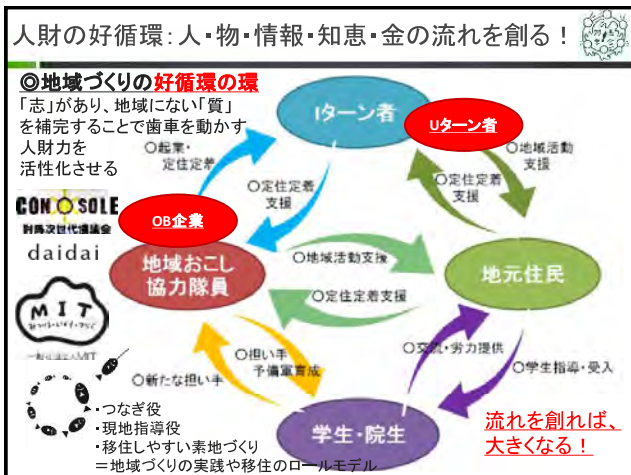 人財の好循環：人・物・情報・知恵・金の流れを創る！
◎地域づくりの好循環の環
「志」があり、地域にない「質」
を補完することで歯車を動かす
人財力を
活性化させる
Iターン者
Uターン者
○起業・
定住定着
○定住定着
支援
○地域活動
支援
○定住定着
支援
CONSOLE
対馬次世代協議会
daidai
OB企業
地域おこし
協力隊員
○地域活動支援
○定住定着支援
地元住民
MIT
一般社団法人MIT
○新たな担い手
○担い手
予備軍育成
○交流・労力提供
○学生指導・受入
学生・院生
・つなぎ役
・現地指導役
・移住しやすい素地づくり
＝地域づくりの実践や移住のロールモデル
流れを創れば、
大きくなる！